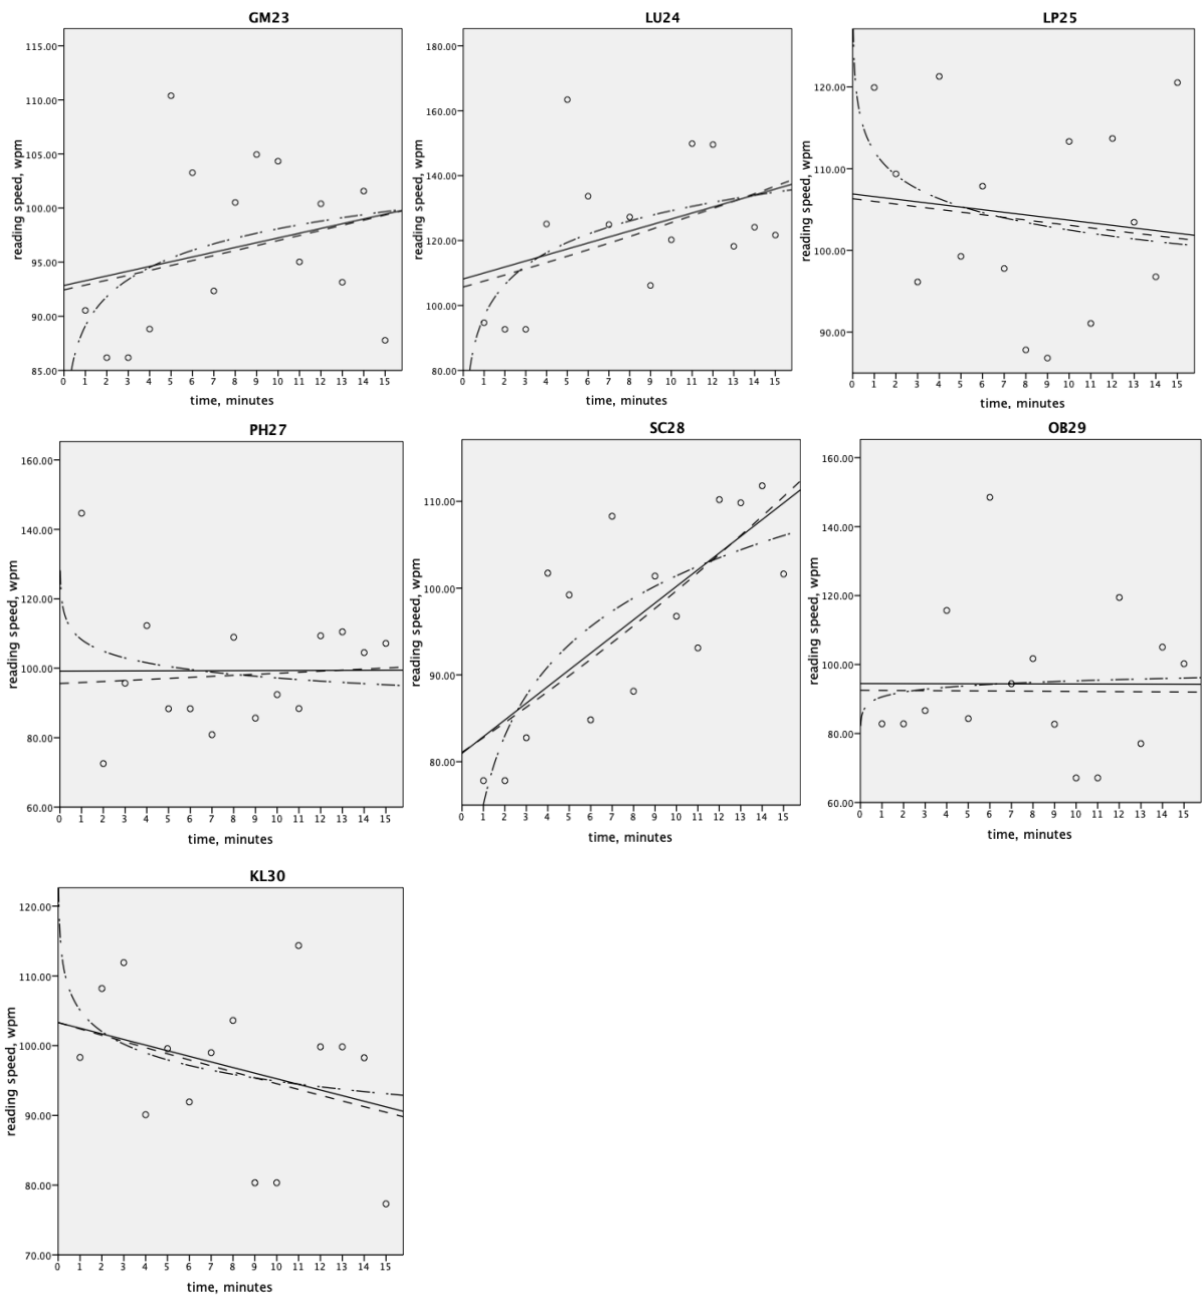 GM23
115.00
110.00
105.00
100.00
95.00
90.00
85.00
reading speed, wpm
0 1 2 3 4 5 6 7 8 9 10 11 12 13 14 15
time, minutes
LU24
180.00
160.00
140.00
120.00
100.00
80.00
reading speed, wpm
0 1 2 3 4 5 6 7 8 9 10 11 12 13 14 15
time, minutes
LP25
120.00
110.00
100.00
90.00
reading speed, wpm
0 1 2 3 4 5 6 7 8 9 10 11 12 13 14 15
time, minutes
PH27
160.00
140.00
120.00
100.00
80.00
60.00
reading speed, wpm
0 1 2 3 4 5 6 7 8 9 10 11 12 13 14 15
time, minutes
SC28
110.00
100.00
90.00
80.00
reading speed, wpm
0 1 2 3 4 5 6 7 8 9 10 11 12 13 14 15
time, minutes
OB29
160.00
140.00
120.00
100.00
80.00
60.00
reading speed, wpm
0 1 2 3 4 5 6 7 8 9 10 11 12 13 14 15
time, minutes
KL30
120.00
110.00
100.00
90.00
80.00
70.00
reading speed, wpm
0 1 2 3 4 5 6 7 8 9 10 11 12 13 14 15
time, minutes